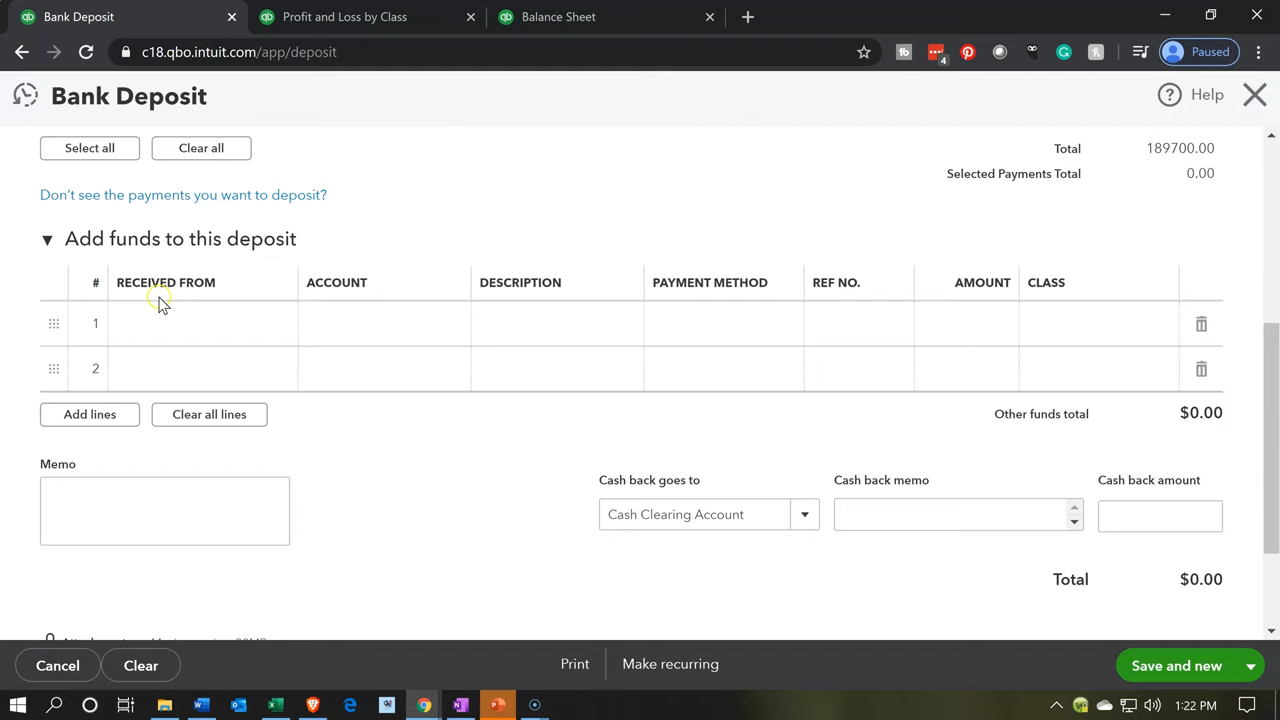 Bank Deposit
Profit and Loss by Class
Balance Sheet
c18.qbo.intuit.com/app/deposit
4
Paused
Bank Deposit
Help
Select all
Clear all
Total 189700.00
Selected Payments Total 0.00
Don't see the payments you want to deposit?
Add funds to this deposit
# RECEIVED FROM ACCOUNT DESCRIPTION PAYMENT METHOD REF NO. AMOUNT CLASS
1
2
Add lines
Clear all lines
Other funds total $0.00
Memo
Cash back goes to
Cash back memo
Cash back amount
Cash Clearing Account
Total $0.00
Cancel
Clear
Print
Make recurring
Save and new
1:22 PM